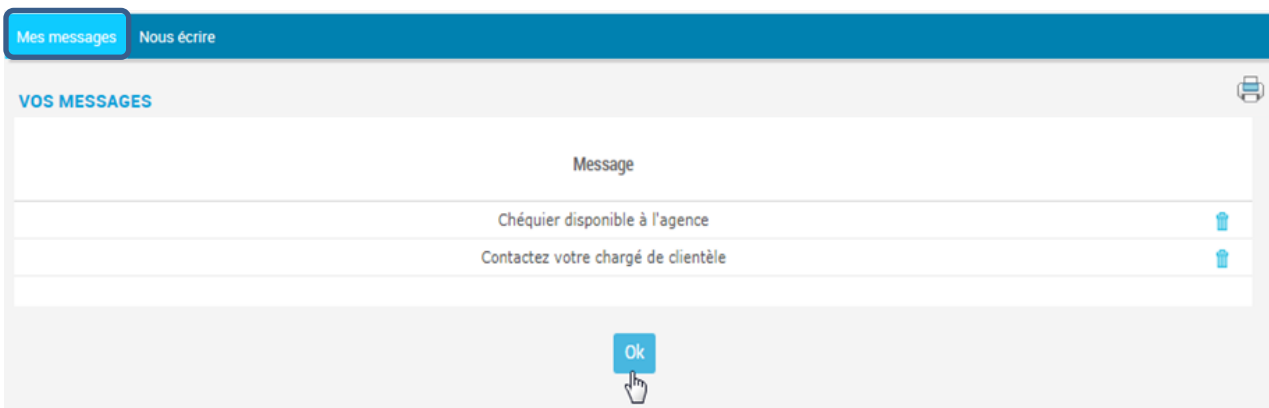 Mes messages Nous écrire
VOS MESSAGES
Message
Chéquier disponible à l'agence
Contactez votre chargé de clientèle
Ok